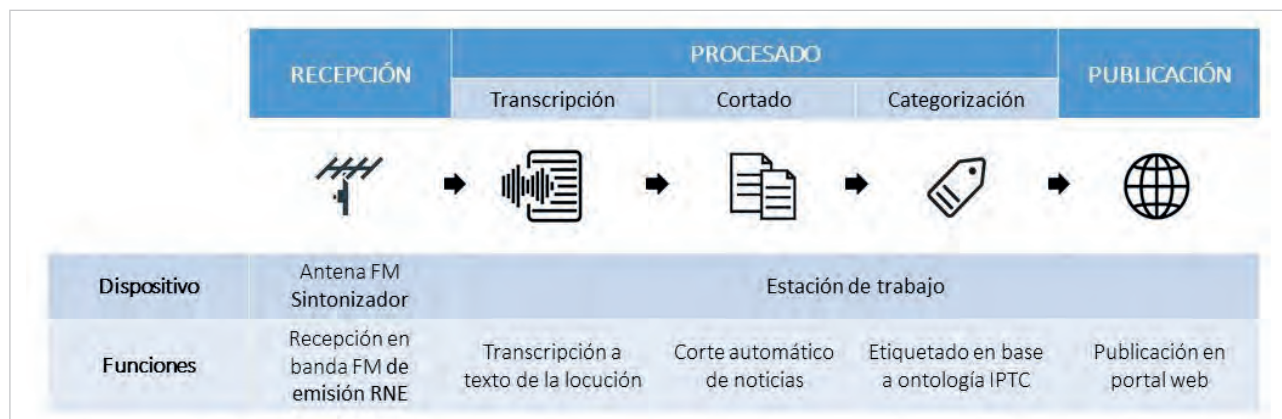 RECEPCIÓN
PROCESADO
PUBLICACIÓN
Transcripción
Cortado
Categorización
Dispositivo
Antena FM
Sintonizador
Estación de trabajo
Funciones
Recepción en
banda FM de
emisión RNE
Transcripción a
texto de la locución
Corte automático
de noticias
Etiquetado en base
a ontología IPTC
Publicación en
portal web